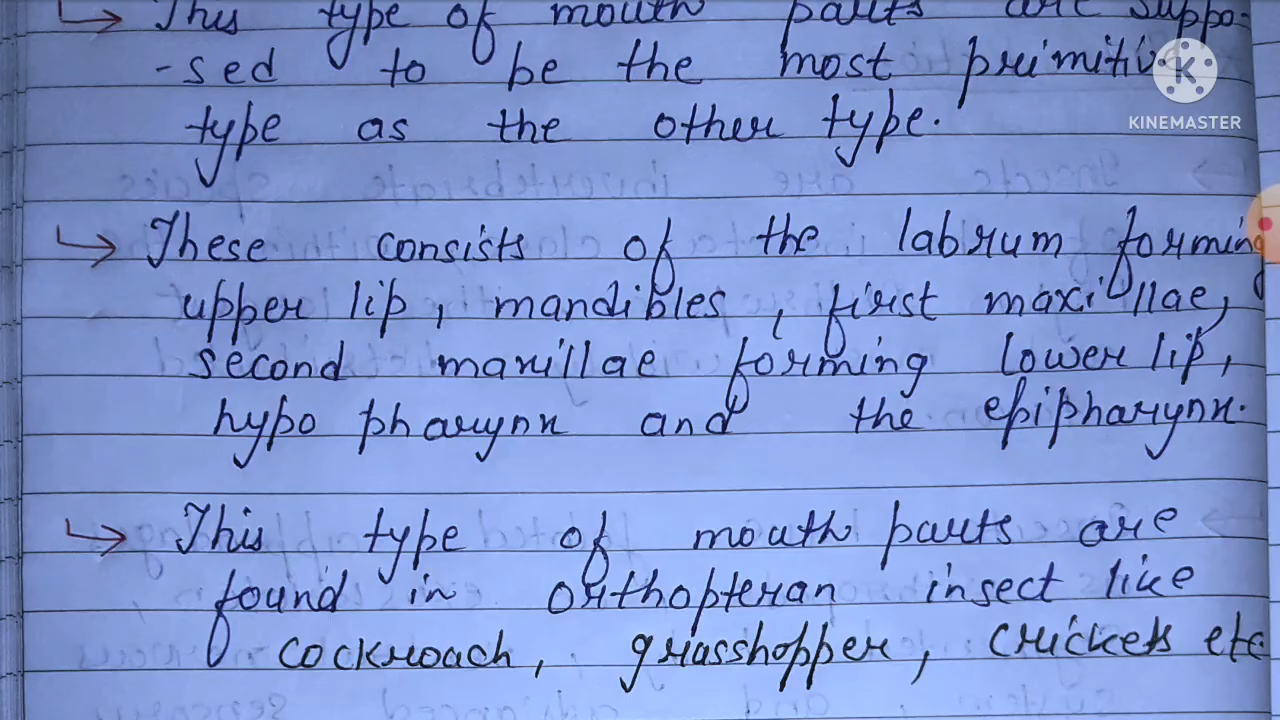 This type of mouth parts are suppo-
-sed to be the most primitive
type as the other type.
KINEMASTER
These consists of the labrum forming
upper lip, mandibles, first maxillae,
second maxillae forming lower lip,
hypo pharynx and the epipharynx.
This type of mouth parts are
found in orthopteran insect like
cockroach, grasshopper, crickets etc